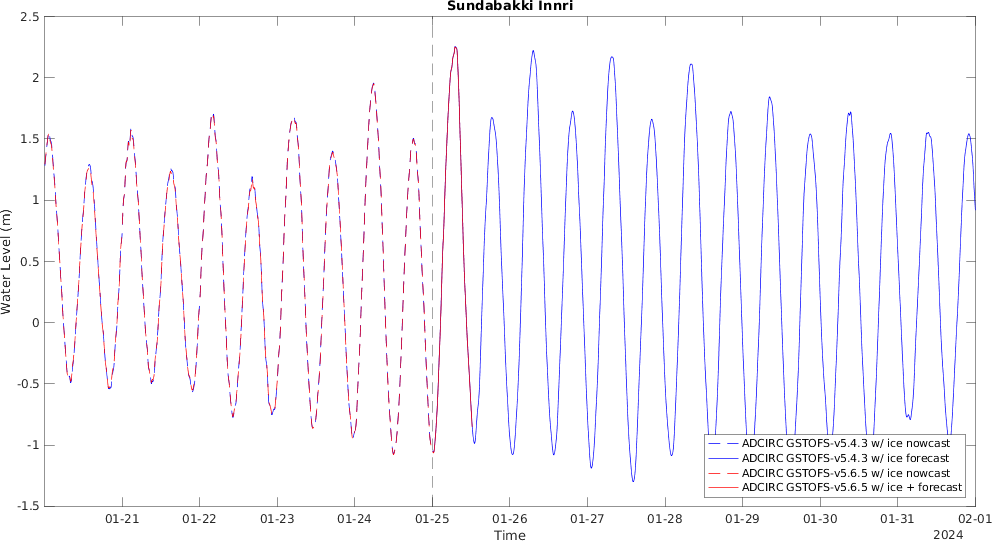 Sundabakki Innri
Water Level (m)
2.5
2
1.5
1
0.5
0
-0.5
-1
-1.5
ADCIRC GSTOFS-v5.4.3 w/ ice nowcast
ADCIRC GSTOFS-v5.4.3 w/ ice forecast
ADCIRC GSTOFS-v5.6.5 w/ ice nowcast
ADCIRC GSTOFS-v5.6.5 w/ ice + forecast
01-21 01-22 01-23 01-24 01-25 01-26 01-27 01-28 01-29 01-30 01-31 02-01
Time
2024